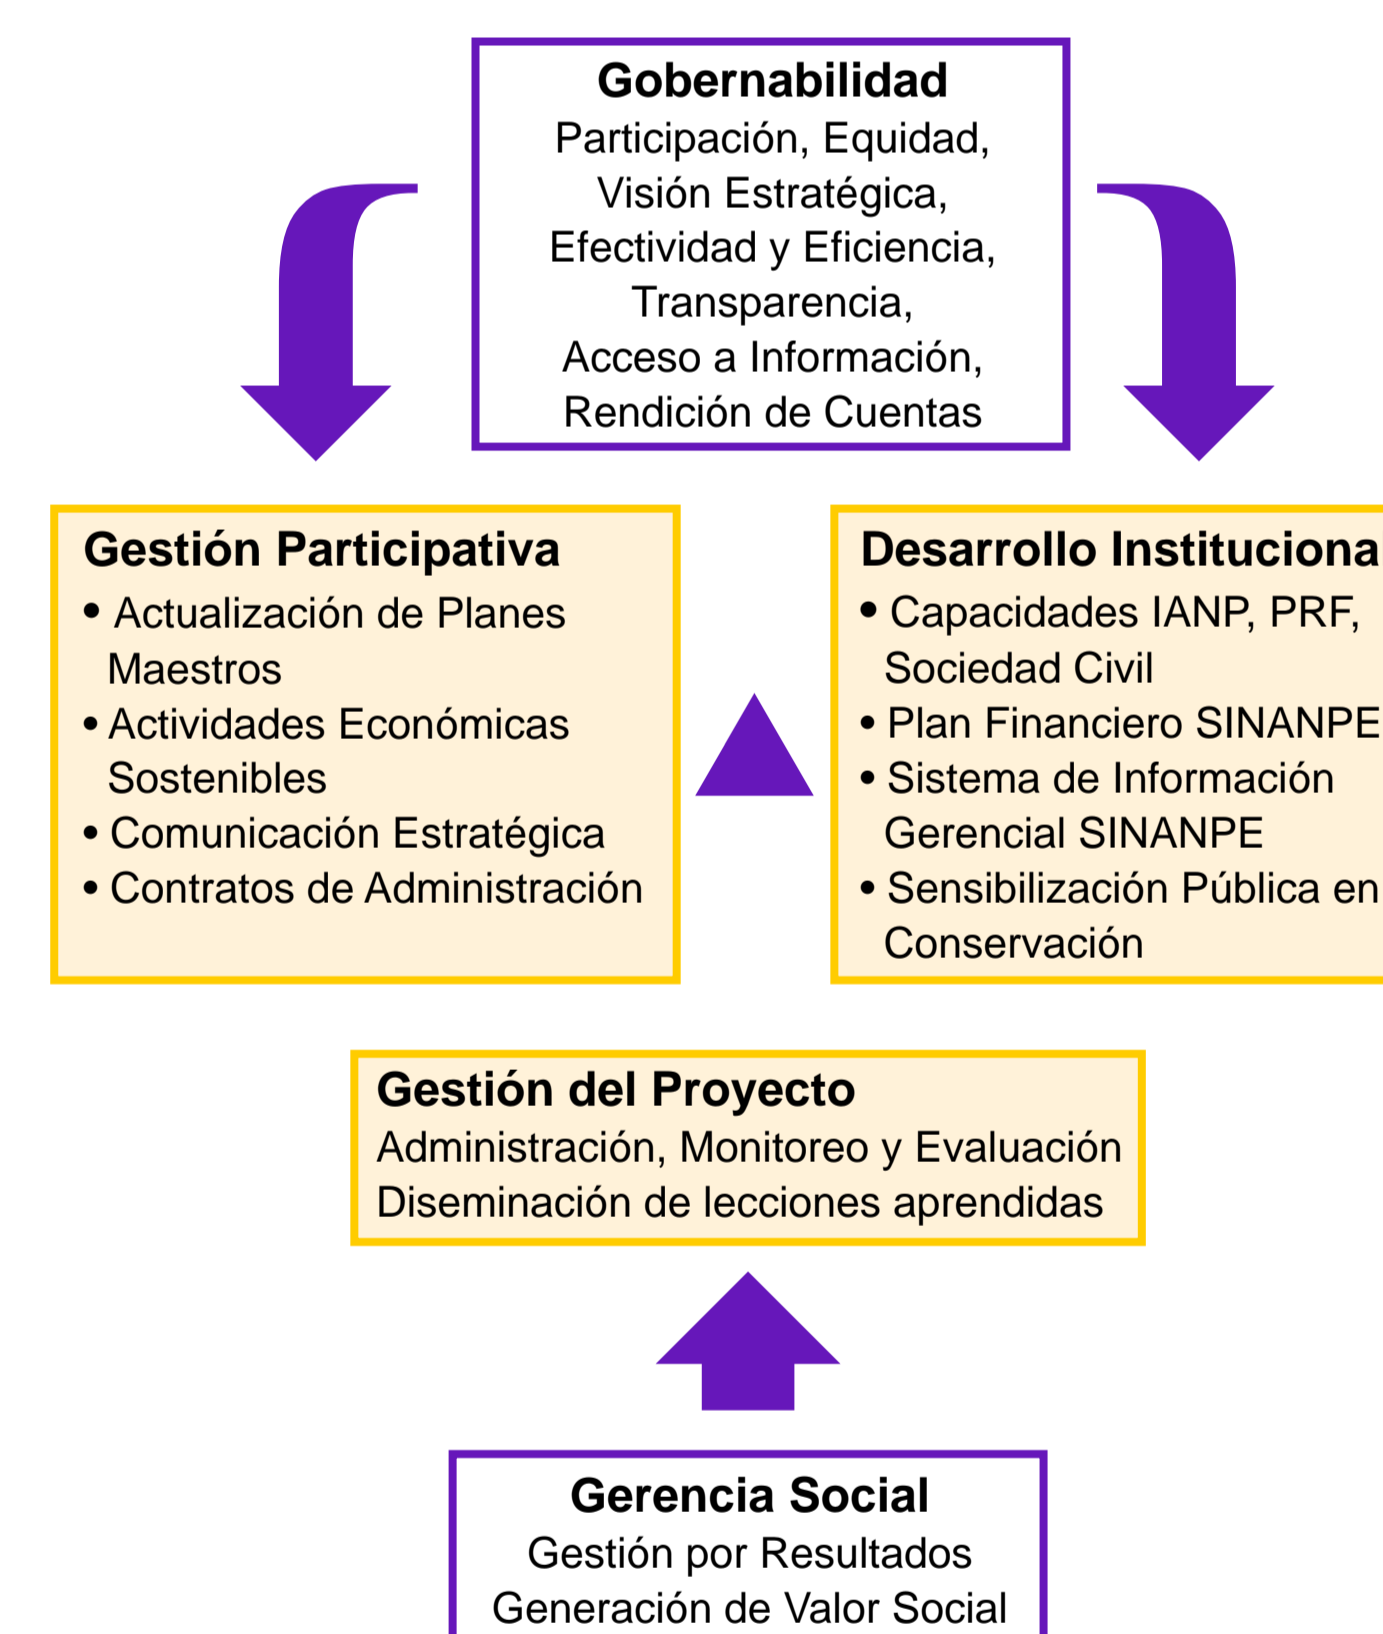 Gobernabilidad
Participación, Equidad,
Visión Estratégica,
Efectividad y Eficiencia,
Transparencia,
Acceso a Información,
Rendición de Cuentas
Gestión Participativa
• Actualización de Planes
Maestros
• Actividades Económicas
Sostenibles
• Comunicación Estratégica
• Contratos de Administración
Desarrollo Instituciona
• Capacidades IANP, PRF,
Sociedad Civil
• Plan Financiero SINANPE
• Sistema de Información
Gerencial SINANPE
• Sensibilización Pública en
Conservación
Gestión del Proyecto
Administración, Monitoreo y Evaluación
Diseminación de lecciones aprendidas
Gerencia Social
Gestión por Resultados
Generación de Valor Social